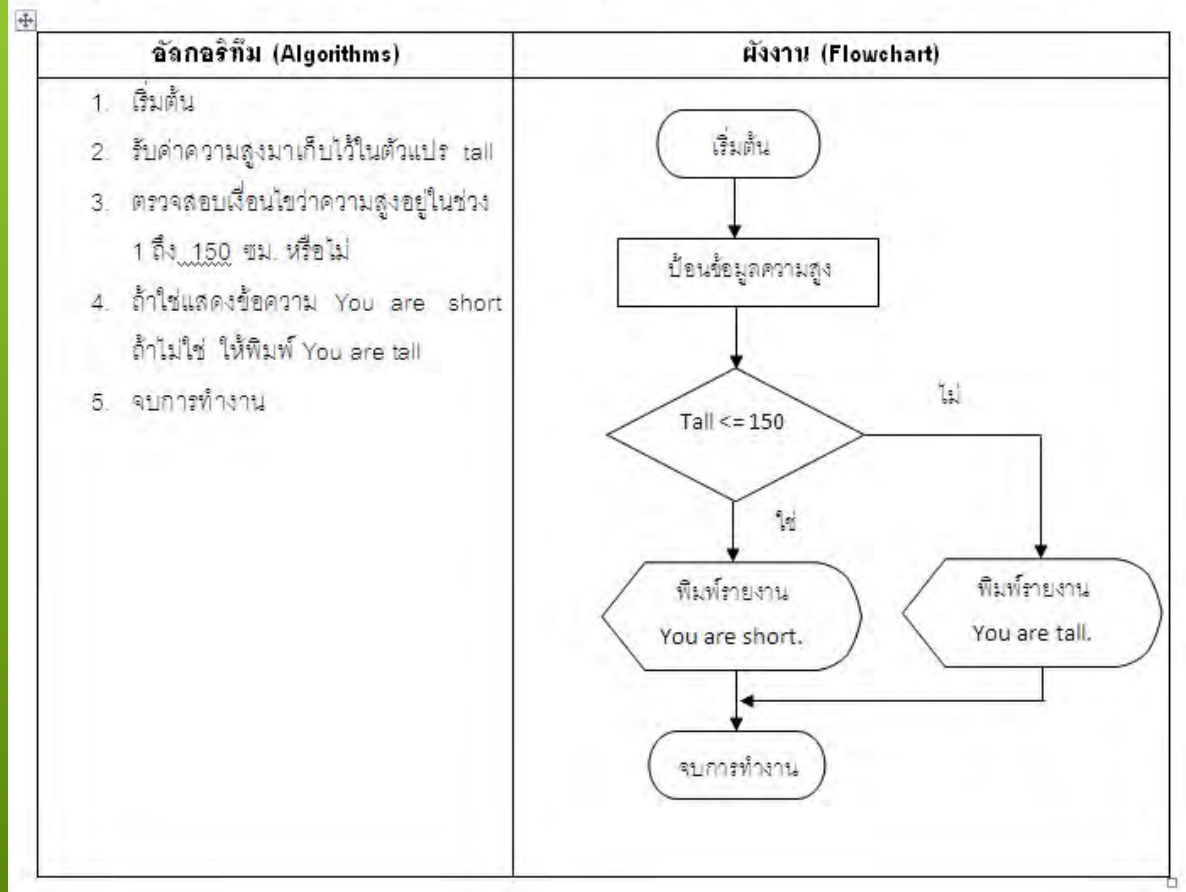 อัลกอริทึม (Algorithms)
1. เริ่มต้น
2. รับค่าความสูงมาเก็บไว้ในตัวแปร tall
3. ตรวจสอบเงื่อนไขว่าความสูงอยู่ในช่วง
1 ถึง 150 ซม. หรือไม่
4. ถ้าใช่แสดงข้อความ You are short
ถ้าไม่ใช่ ให้พิมพ์ You are tall
5. จบการทำงาน
ผังงาน (Flowchart)
เริ่มต้น
ป้อนข้อมูลความสูง
Tall <= 150
ไม่
ใช่
พิมพ์รายงาน
You are short.
พิมพ์รายงาน
You are tall.
จบการทำงาน